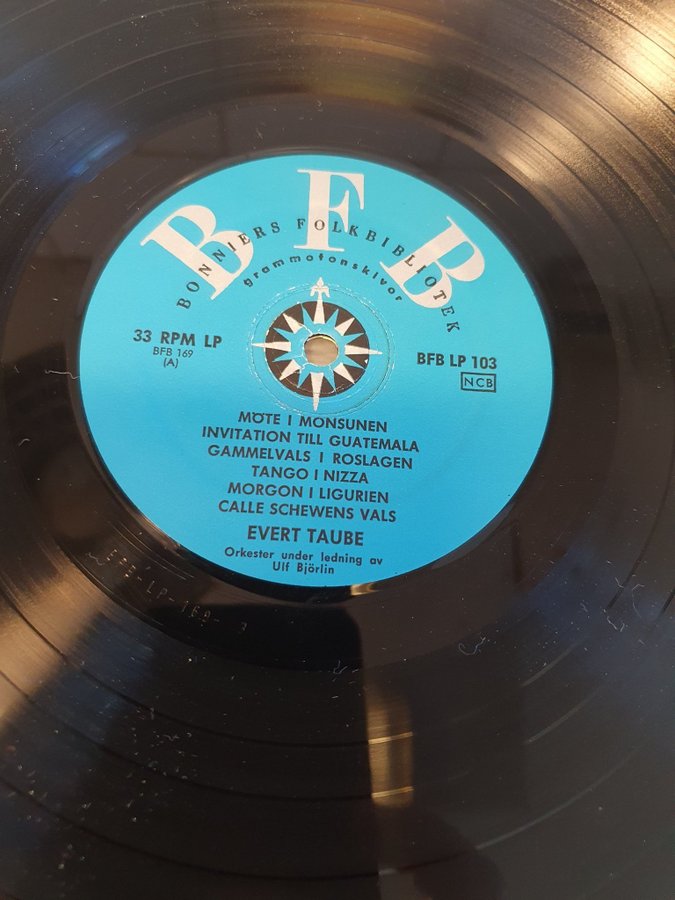 B F B
BONNIERS FOLKBIBLIOTEK
grammofonskivor
33 RPM LP
BFB 169
(A)
BFB LP 103
NCB
MÖTE I MONSUNEN
INVITATION TILL GUATEMALA
GAMMELVALS I ROSLAGEN
TANGO I NIZZA
MORGON I LIGURIEN
CALLE SCHEWENS VALS
EVERT TAUBE
Orkester under ledning av
Ulf Björlin